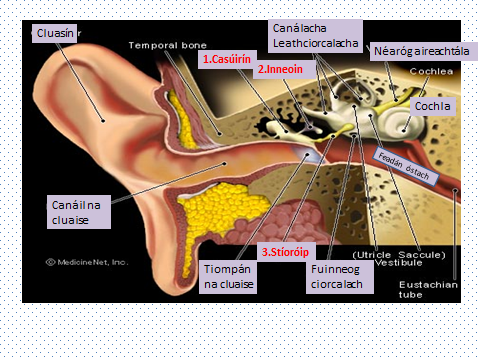 Cluasín
Temporal bone
1.Casúirín
2.Inneoin
Canálacha
Leathciorcalacha
Néaróg aireachtála
Cochlea
Cochla
Feadán óstach
Canáil na
cluaise
3.Stíoróip
Tiompán
na cluaise
Fuinneog
ciorcalach
(Utricle Saccule)
Vestibule
Eustachian
tube
© MedicineNet, Inc.